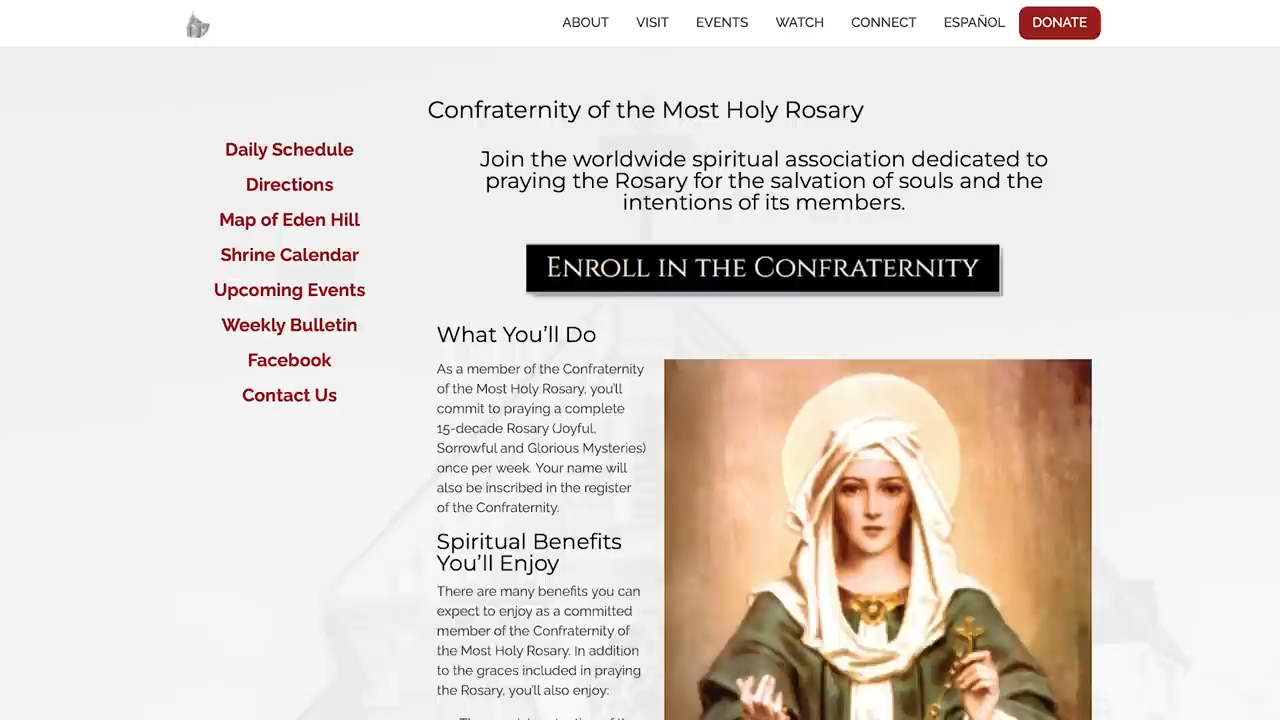 ABOUT VISIT EVENTS WATCH CONNECT ESPAÑOL DONATE
Confraternity of the Most Holy Rosary
Daily Schedule
Directions
Map of Eden Hill
Shrine Calendar
Upcoming Events
Weekly Bulletin
Facebook
Contact Us
Join the worldwide spiritual association dedicated to
praying the Rosary for the salvation of souls and the
intentions of its members.
ENROLL IN THE CONFRATERNITY
What You'll Do
As a member of the Confraternity
of the Most Holy Rosary, you'll
commit to praying a complete
15-decade Rosary (Joyful,
Sorrowful and Glorious Mysteries)
once per week. Your name will
also be inscribed in the register
of the Confraternity.
Spiritual Benefits
You'll Enjoy
There are many benefits you can
expect to enjoy as a committed
member of the Confraternity of
the Most Holy Rosary. In addition
to the graces included in praying
the Rosary, you'll also enjoy: